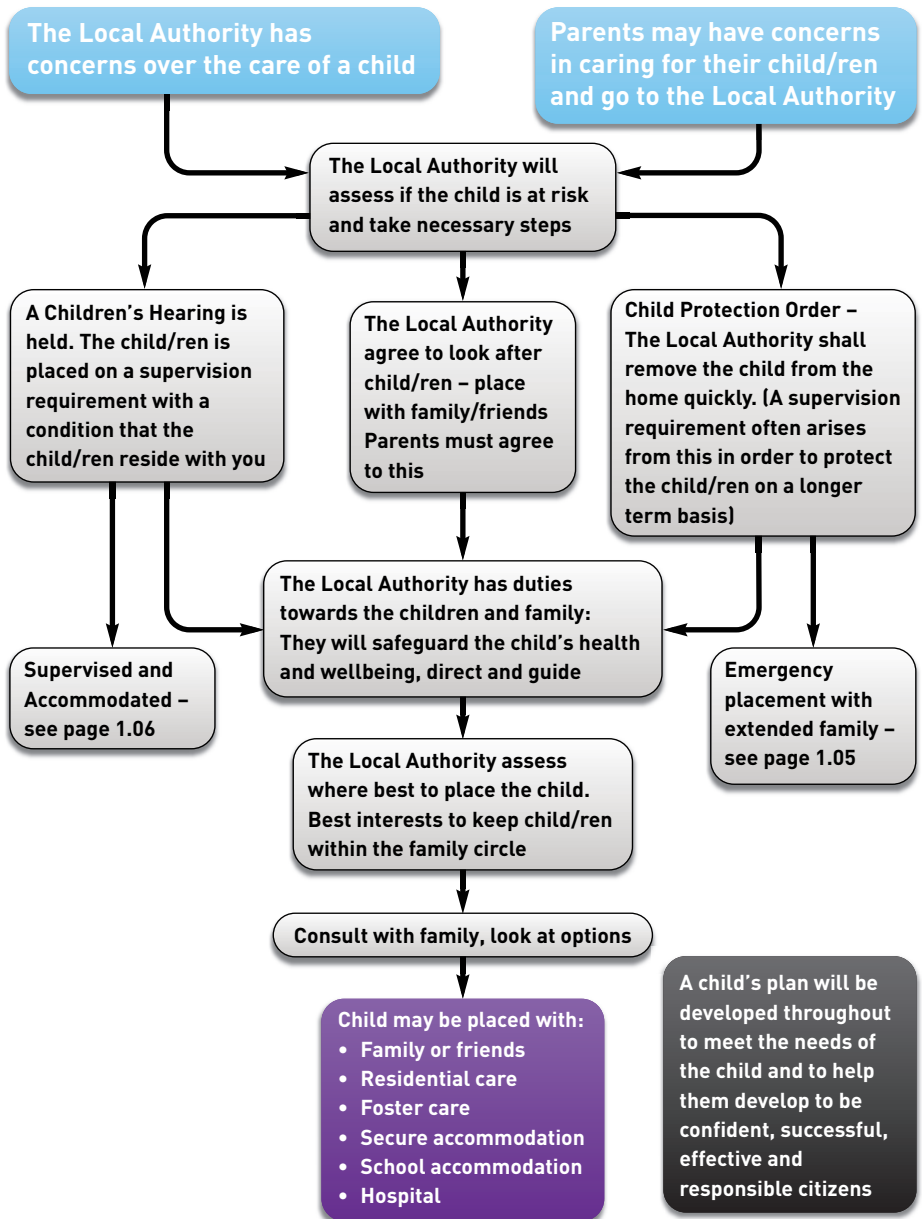 The Local Authority has
concerns over the care of a child
Parents may have concerns
in caring for their child/ren
and go to the Local Authority
The Local Authority will
assess if the child is at risk
and take necessary steps
A Children’s Hearing is
held. The child/ren is
placed on a supervision
requirement with a
condition that the
child/ren reside with you
The Local Authority
agree to look after
child/ren – place
with family/friends
Parents must agree
to this
Child Protection Order –
The Local Authority shall
remove the child from the
home quickly. (A supervision
requirement often arises
from this in order to protect
the child/ren on a longer
term basis)
The Local Authority has duties
towards the children and family:
They will safeguard the child’s health
and wellbeing, direct and guide
Supervised and
Accommodated –
see page 1.06
Emergency
placement with
extended family –
see page 1.05
The Local Authority assess
where best to place the child.
Best interests to keep child/ren
within the family circle
Consult with family, look at options
Child may be placed with:
• Family or friends
• Residential care
• Foster care
• Secure accommodation
• School accommodation
• Hospital
A child’s plan will be
developed throughout
to meet the needs of
the child and to help
them develop to be
confident, successful,
effective and
responsible citizens